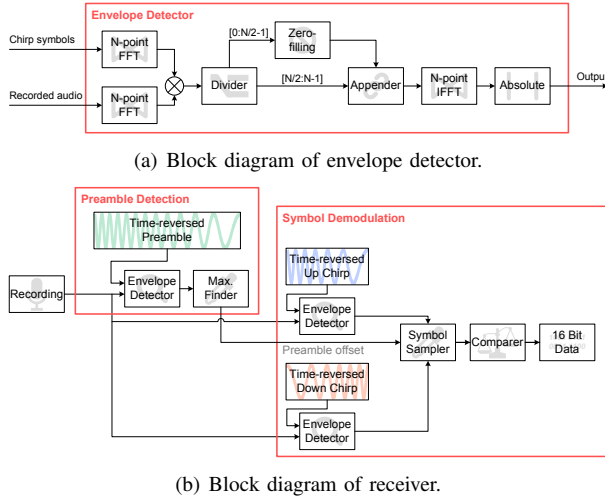 Envelope Detector
Chirp symbols
N-point
FFT
[0:N/2-1]
Zero-
filling
Recorded audio
N-point
FFT
Divider
[N/2:N-1]
Appender
N-point
IFFT
Absolute
Output
(a) Block diagram of envelope detector.
Preamble Detection
Time-reversed
Preamble
Recording
Envelope
Detector
Max.
Finder
Symbol Demodulation
Time-reversed
Up Chirp
Envelope
Detector
Preamble offset
Symbol
Sampler
Comparer
16 Bit
Data
Time-reversed
Down Chirp
Envelope
Detector
(b) Block diagram of receiver.